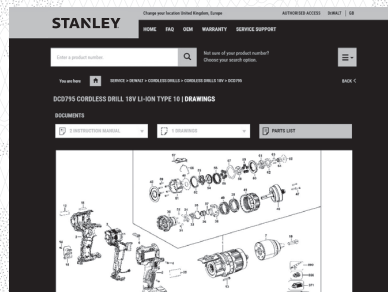 Change your location United Kingdom, Europe
AUTHORISED ACCESS DEWALT | GB
STANLEY
HOME FAQ OEM WARRANTY SERVICE SUPPORT
Enter a product number
Not sure of your product number?
Choose your search option.
You are here SERVICE > DEWALT > CORDLESS DRILLS > CORDLESS DRILLS 18V > DCD795
BACK <
DCD795 CORDLESS DRILL 18V LI-ION TYPE 10 | DRAWINGS
DOCUMENTS
2 INSTRUCTION MANUAL
1 DRAWINGS
PARTS LIST